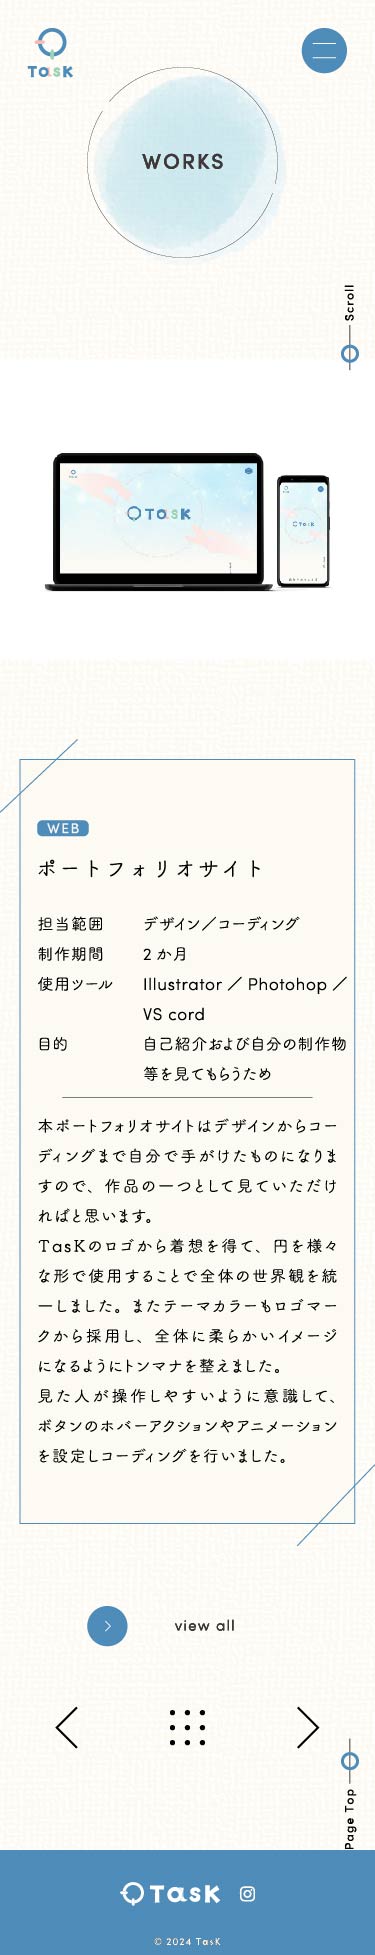 TasK
WORKS
Scroll
TasK
TasK
WEB
ポートフォリオサイト
担当範囲 デザイン／コーディング
制作期間 2か月
使用ツール Illustrator ／ Photohop ／
VS cord
目的 自己紹介および自分の制作物
等を見てもらうため
本ポートフォリオサイトはデザインからコー
ディングまで自分で手がけたものになりま
すので、作品の一つとして見ていただけ
ればと思います。
TasKのロゴから着想を得て、円を様々
な形で使用することで全体の世界観を統
一しました。またテーマカラーもロゴマー
クから採用し、全体に柔らかいイメージ
になるようにトンマナを整えました。
見た人が操作しやすいように意識して、
ボタンのホバーアクションやアニメーション
を設定しコーディングを行いました。
view all
Page Top
TasK
© 2024 TasK